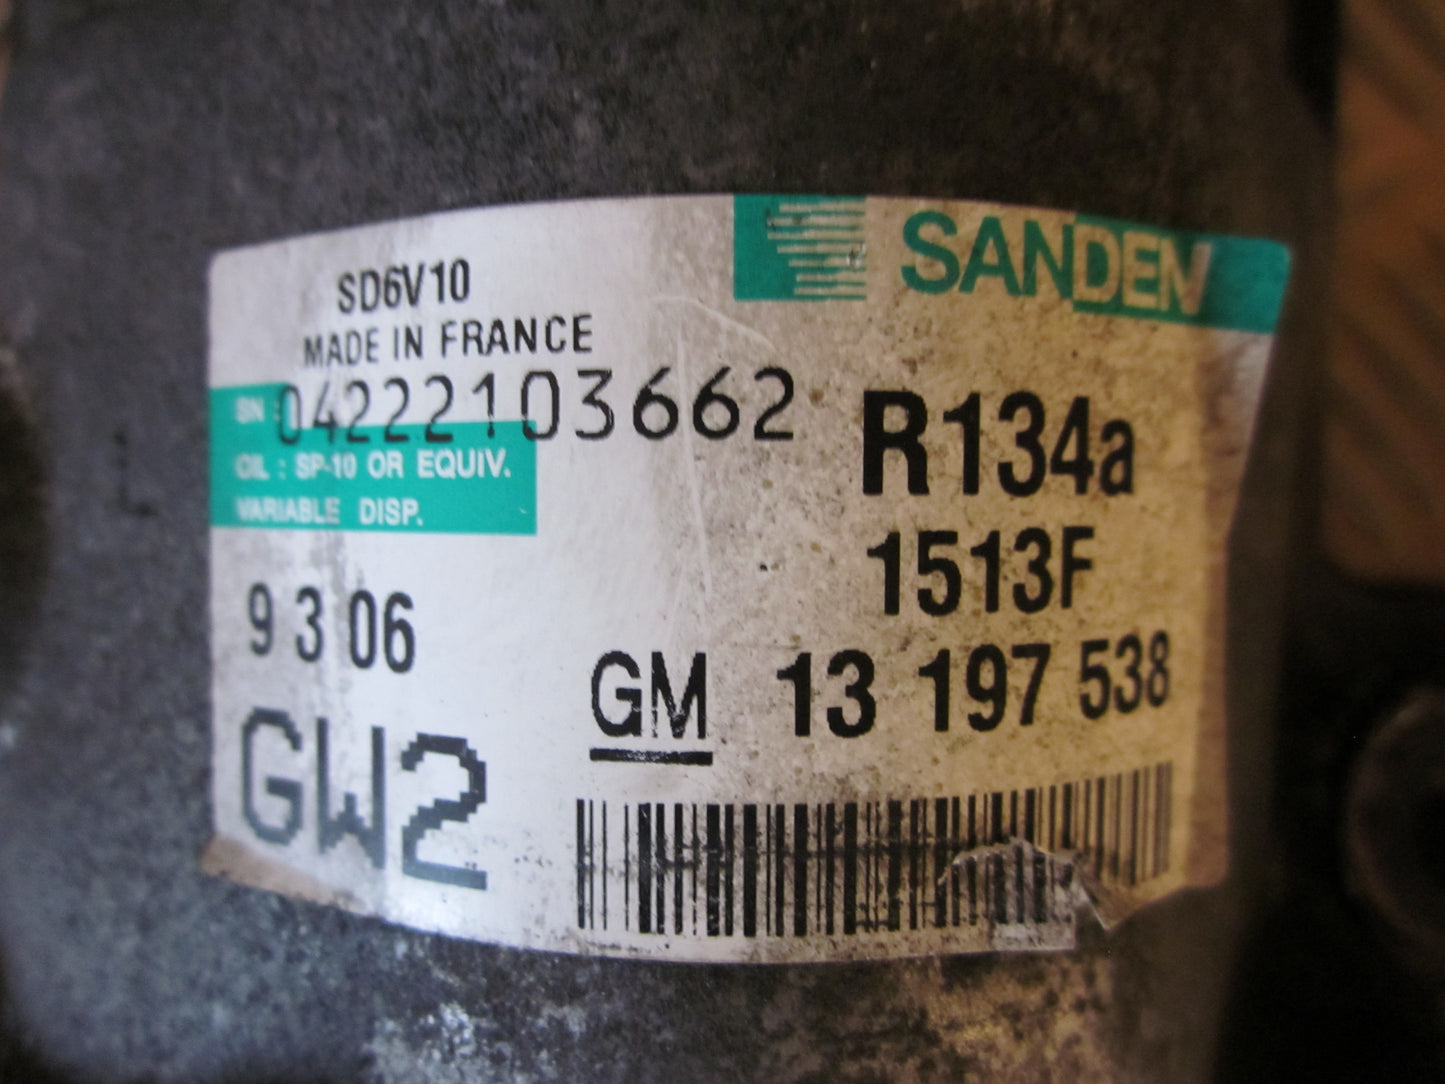 SANDEN
SD6V10
MADE IN FRANCE
SN : 04222103662
OIL : SP-10 OR EQUIV.
VARIABLE DISP.
R134a
1513F
9 3 06
GM 13 197 538
GW2